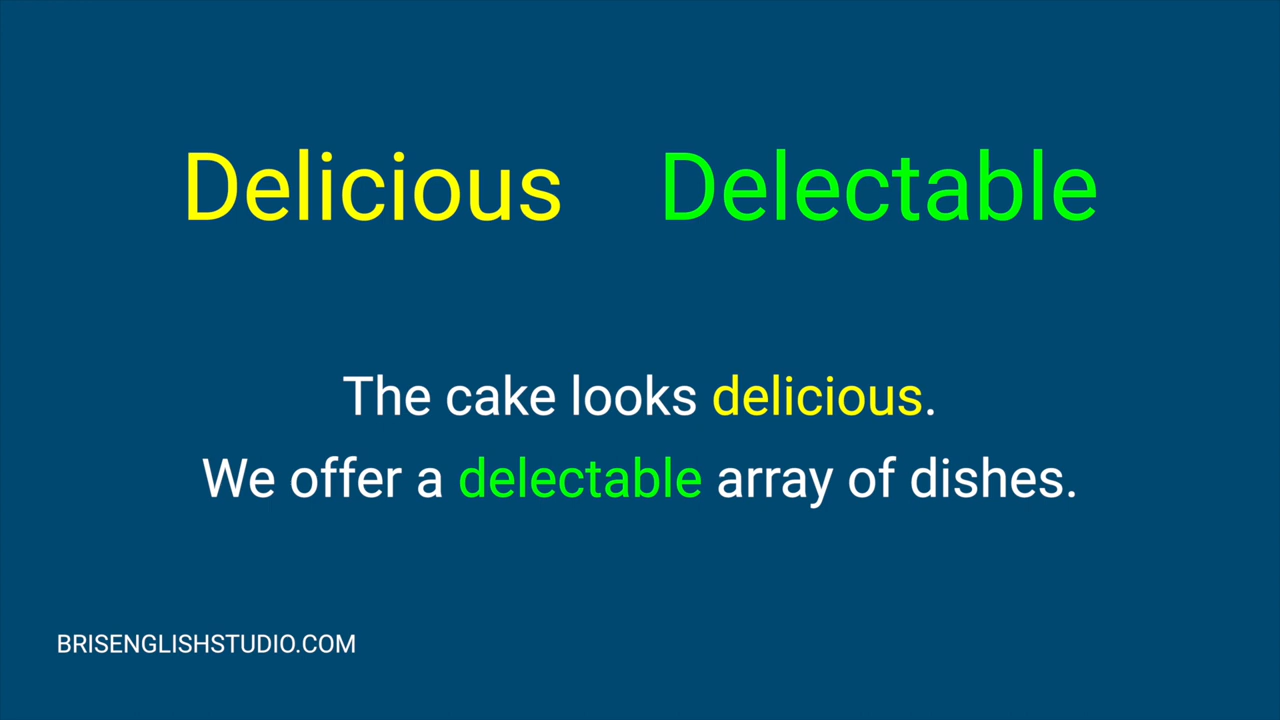 Delicious Delectable
The cake looks delicious.
We offer a delectable array of dishes.
BRISENGLISHSTUDIO.COM